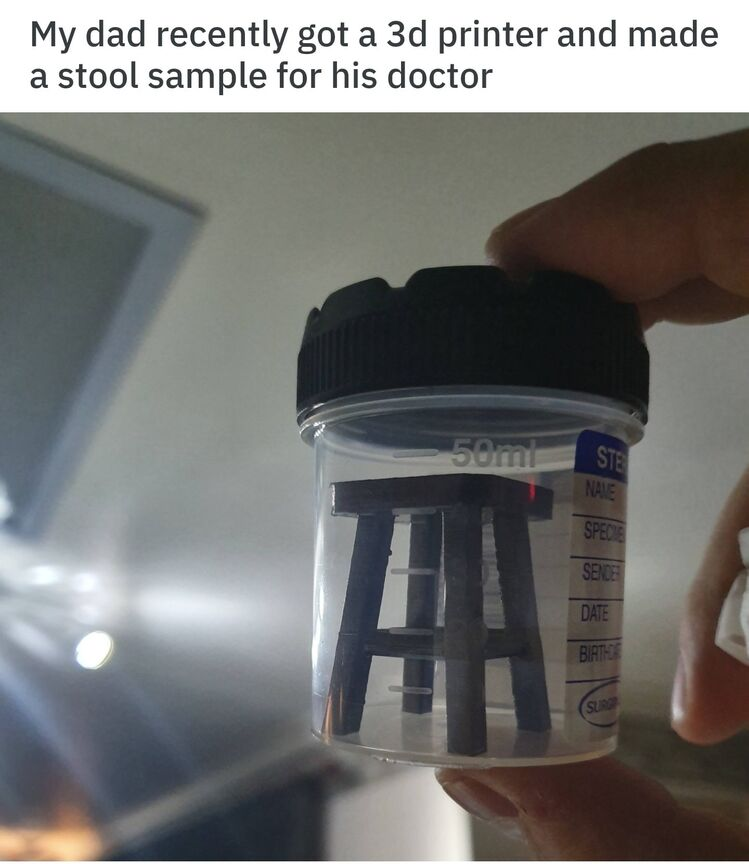 My dad recently got a 3d printer and made
a stool sample for his doctor
50ml
NAME
SENDER
DATE